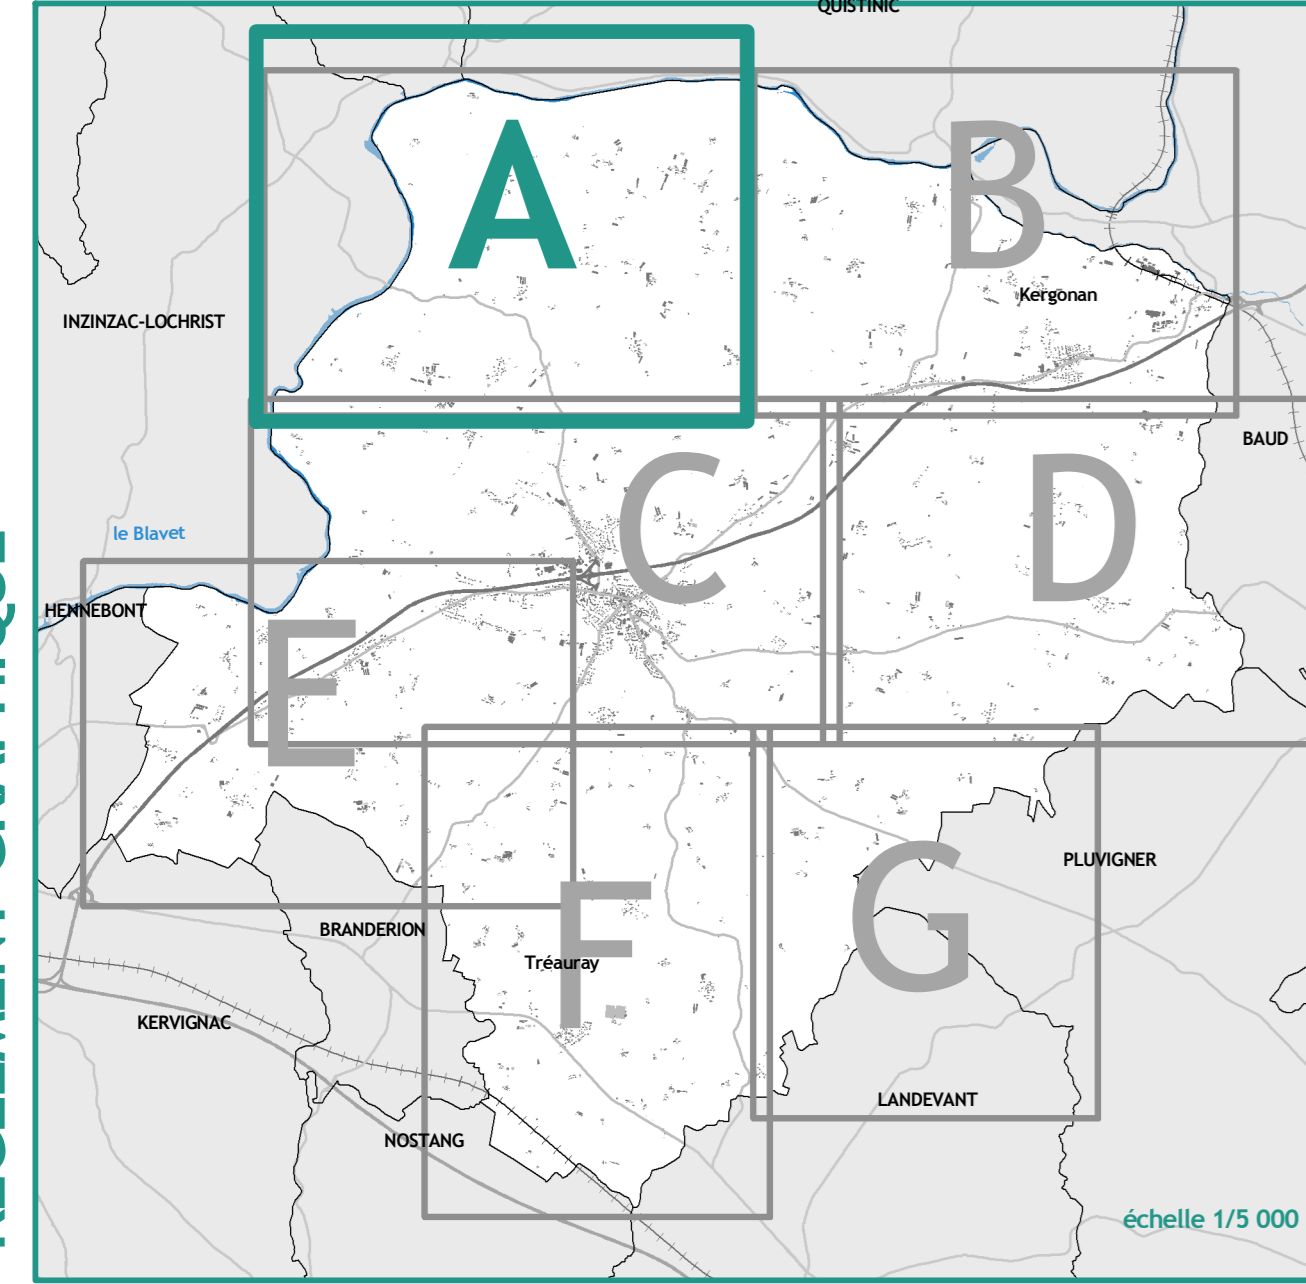 QUISTINIC
A
B
Kergonan
INZINZAC-LOCHRIST
BAUD
C
D
le Blavet
HENNEBONT
E
PLUVIGNER
G
BRANDERION
F
Tréauray
KERVIGNAC
LANDEVANT
NOSTANG
échelle 1/5 000